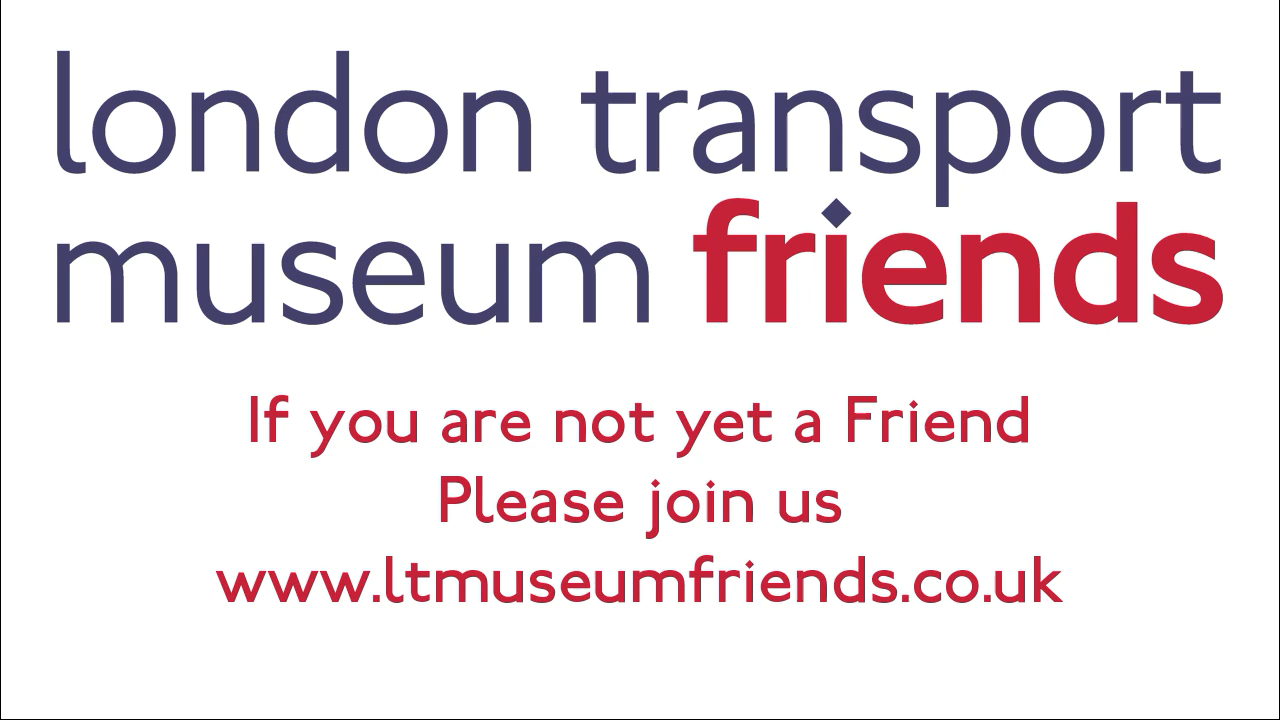 london transport
museum friends
If you are not yet a Friend
Please join us
www.ltmuseumfriends.co.uk